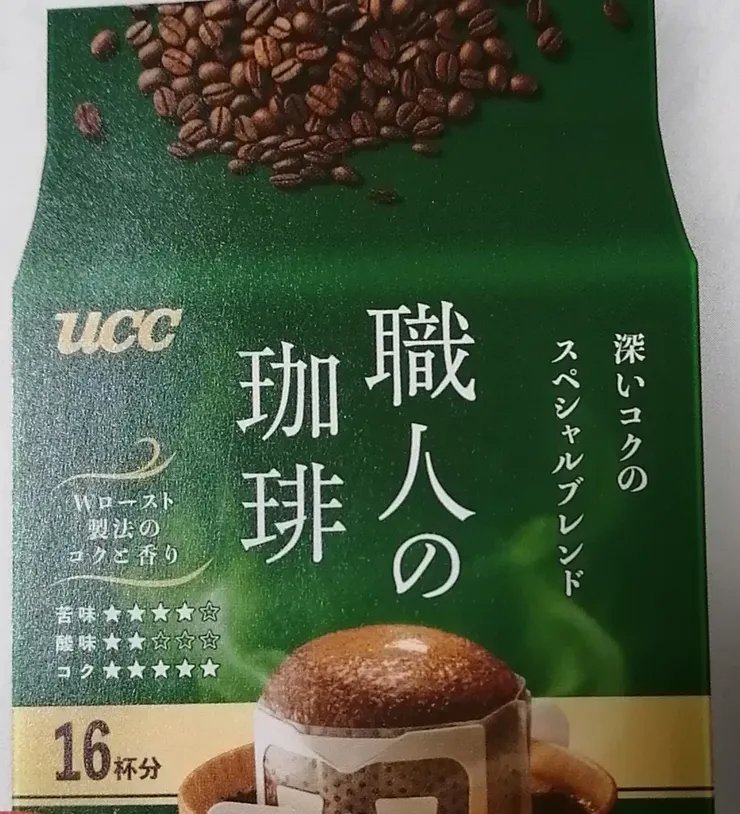 深いコクの
スペシャルブレンド
職人の
珈琲
ucc
Wロースト
製法の
コクと香り
苦味★★★★☆
酸味★★☆☆☆
コク★★★★★
16杯分